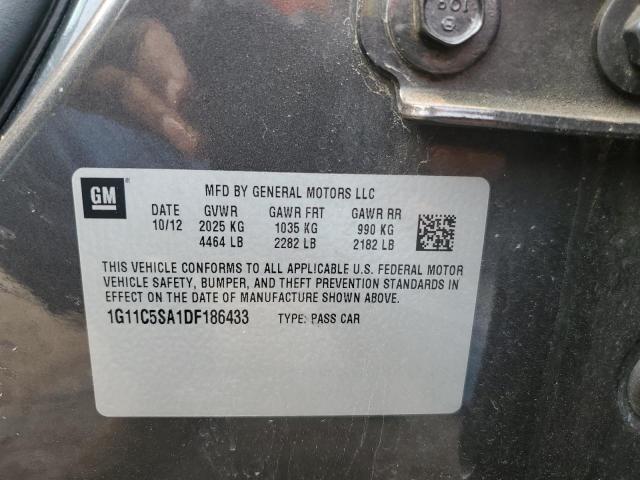 GM
MFD BY GENERAL MOTORS LLC
DATE GVWR GAWR FRT GAWR RR
10/12 2025 KG 1035 KG 990 KG
4464 LB 2282 LB 2182 LB
THIS VEHICLE CONFORMS TO ALL APPLICABLE U.S. FEDERAL MOTOR
VEHICLE SAFETY, BUMPER, AND THEFT PREVENTION STANDARDS IN
EFFECT ON THE DATE OF MANUFACTURE SHOWN ABOVE.
1G11C5SA1DF186433 TYPE: PASS CAR